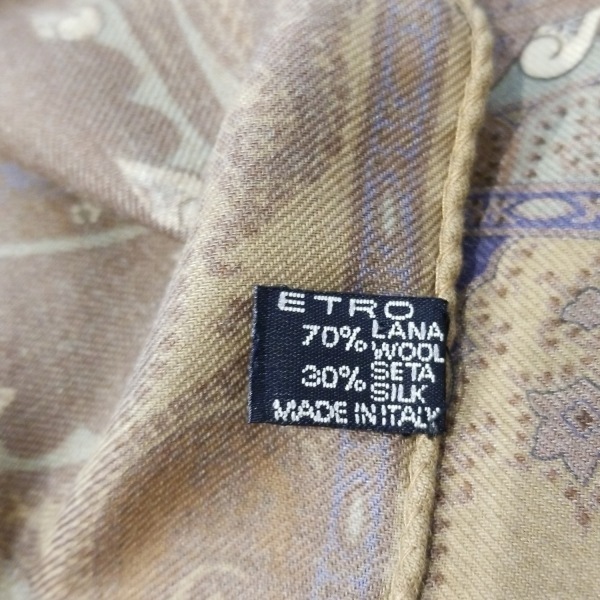 ETRO
70% LANA
WOOL
30% SETA
SILK
MADE IN ITALY